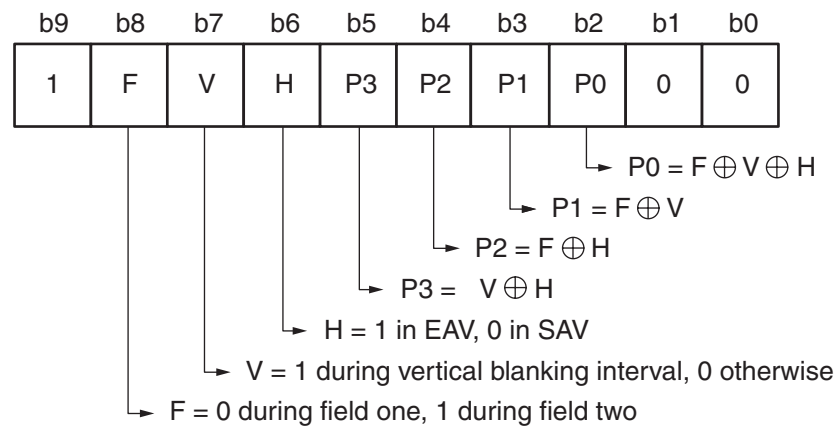 b9 b8 b7 b6 b5 b4 b3 b2 b1 b0
1 F V H P3 P2 P1 P0 0 0
P0 = F ⊕ V ⊕ H
P1 = F ⊕ V
P2 = F ⊕ H
P3 = V ⊕ H
H = 1 in EAV, 0 in SAV
V = 1 during vertical blanking interval, 0 otherwise
F = 0 during field one, 1 during field two